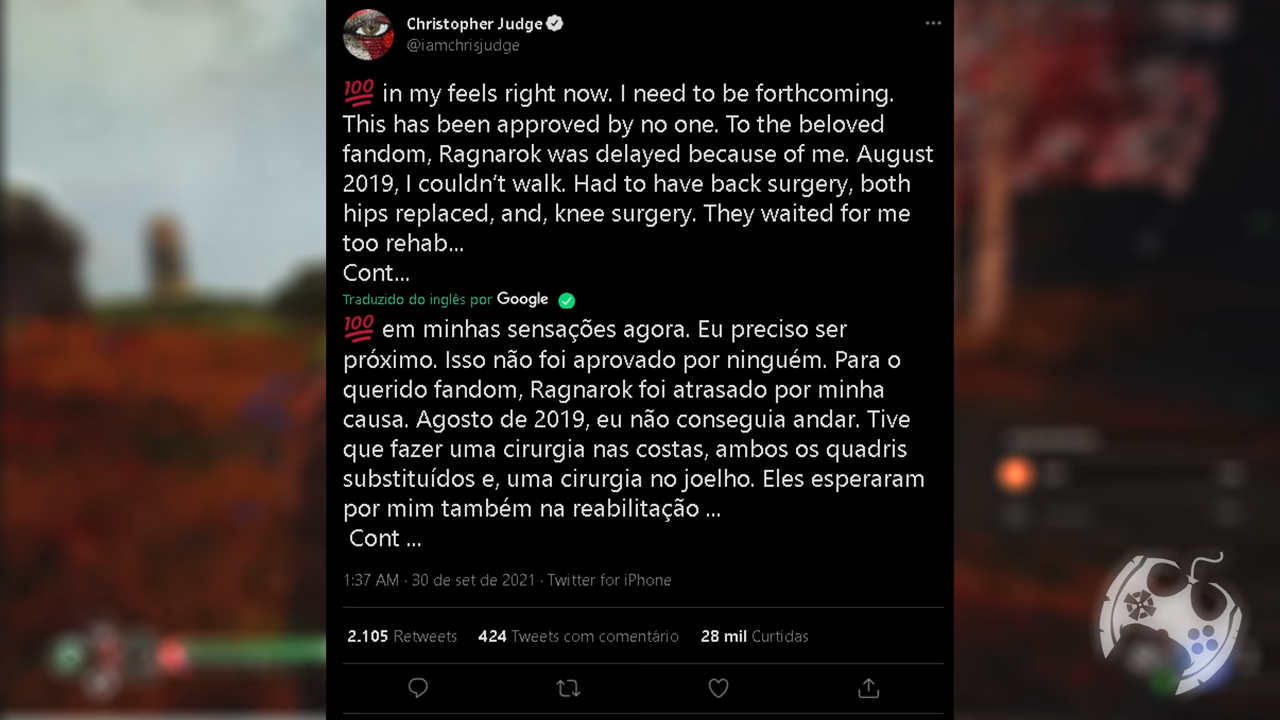 Christopher Judge
@iamchrisjudge
💯 in my feels right now. I need to be forthcoming.
This has been approved by no one. To the beloved
fandom, Ragnarok was delayed because of me. August
2019, I couldn’t walk. Had to have back surgery, both
hips replaced, and, knee surgery. They waited for me
too rehab...
Cont...
Traduzido do inglês por Google
💯 em minhas sensações agora. Eu preciso ser
próximo. Isso não foi aprovado por ninguém. Para o
querido fandom, Ragnarok foi atrasado por minha
causa. Agosto de 2019, eu não conseguia andar. Tive
que fazer uma cirurgia nas costas, ambos os quadris
substituídos e, uma cirurgia no joelho. Eles esperaram
por mim também na reabilitação ...
Cont ...
1:37 AM · 30 de set de 2021 · Twitter for iPhone
2.105 Retweets 424 Tweets com comentário 28 mil Curtidas